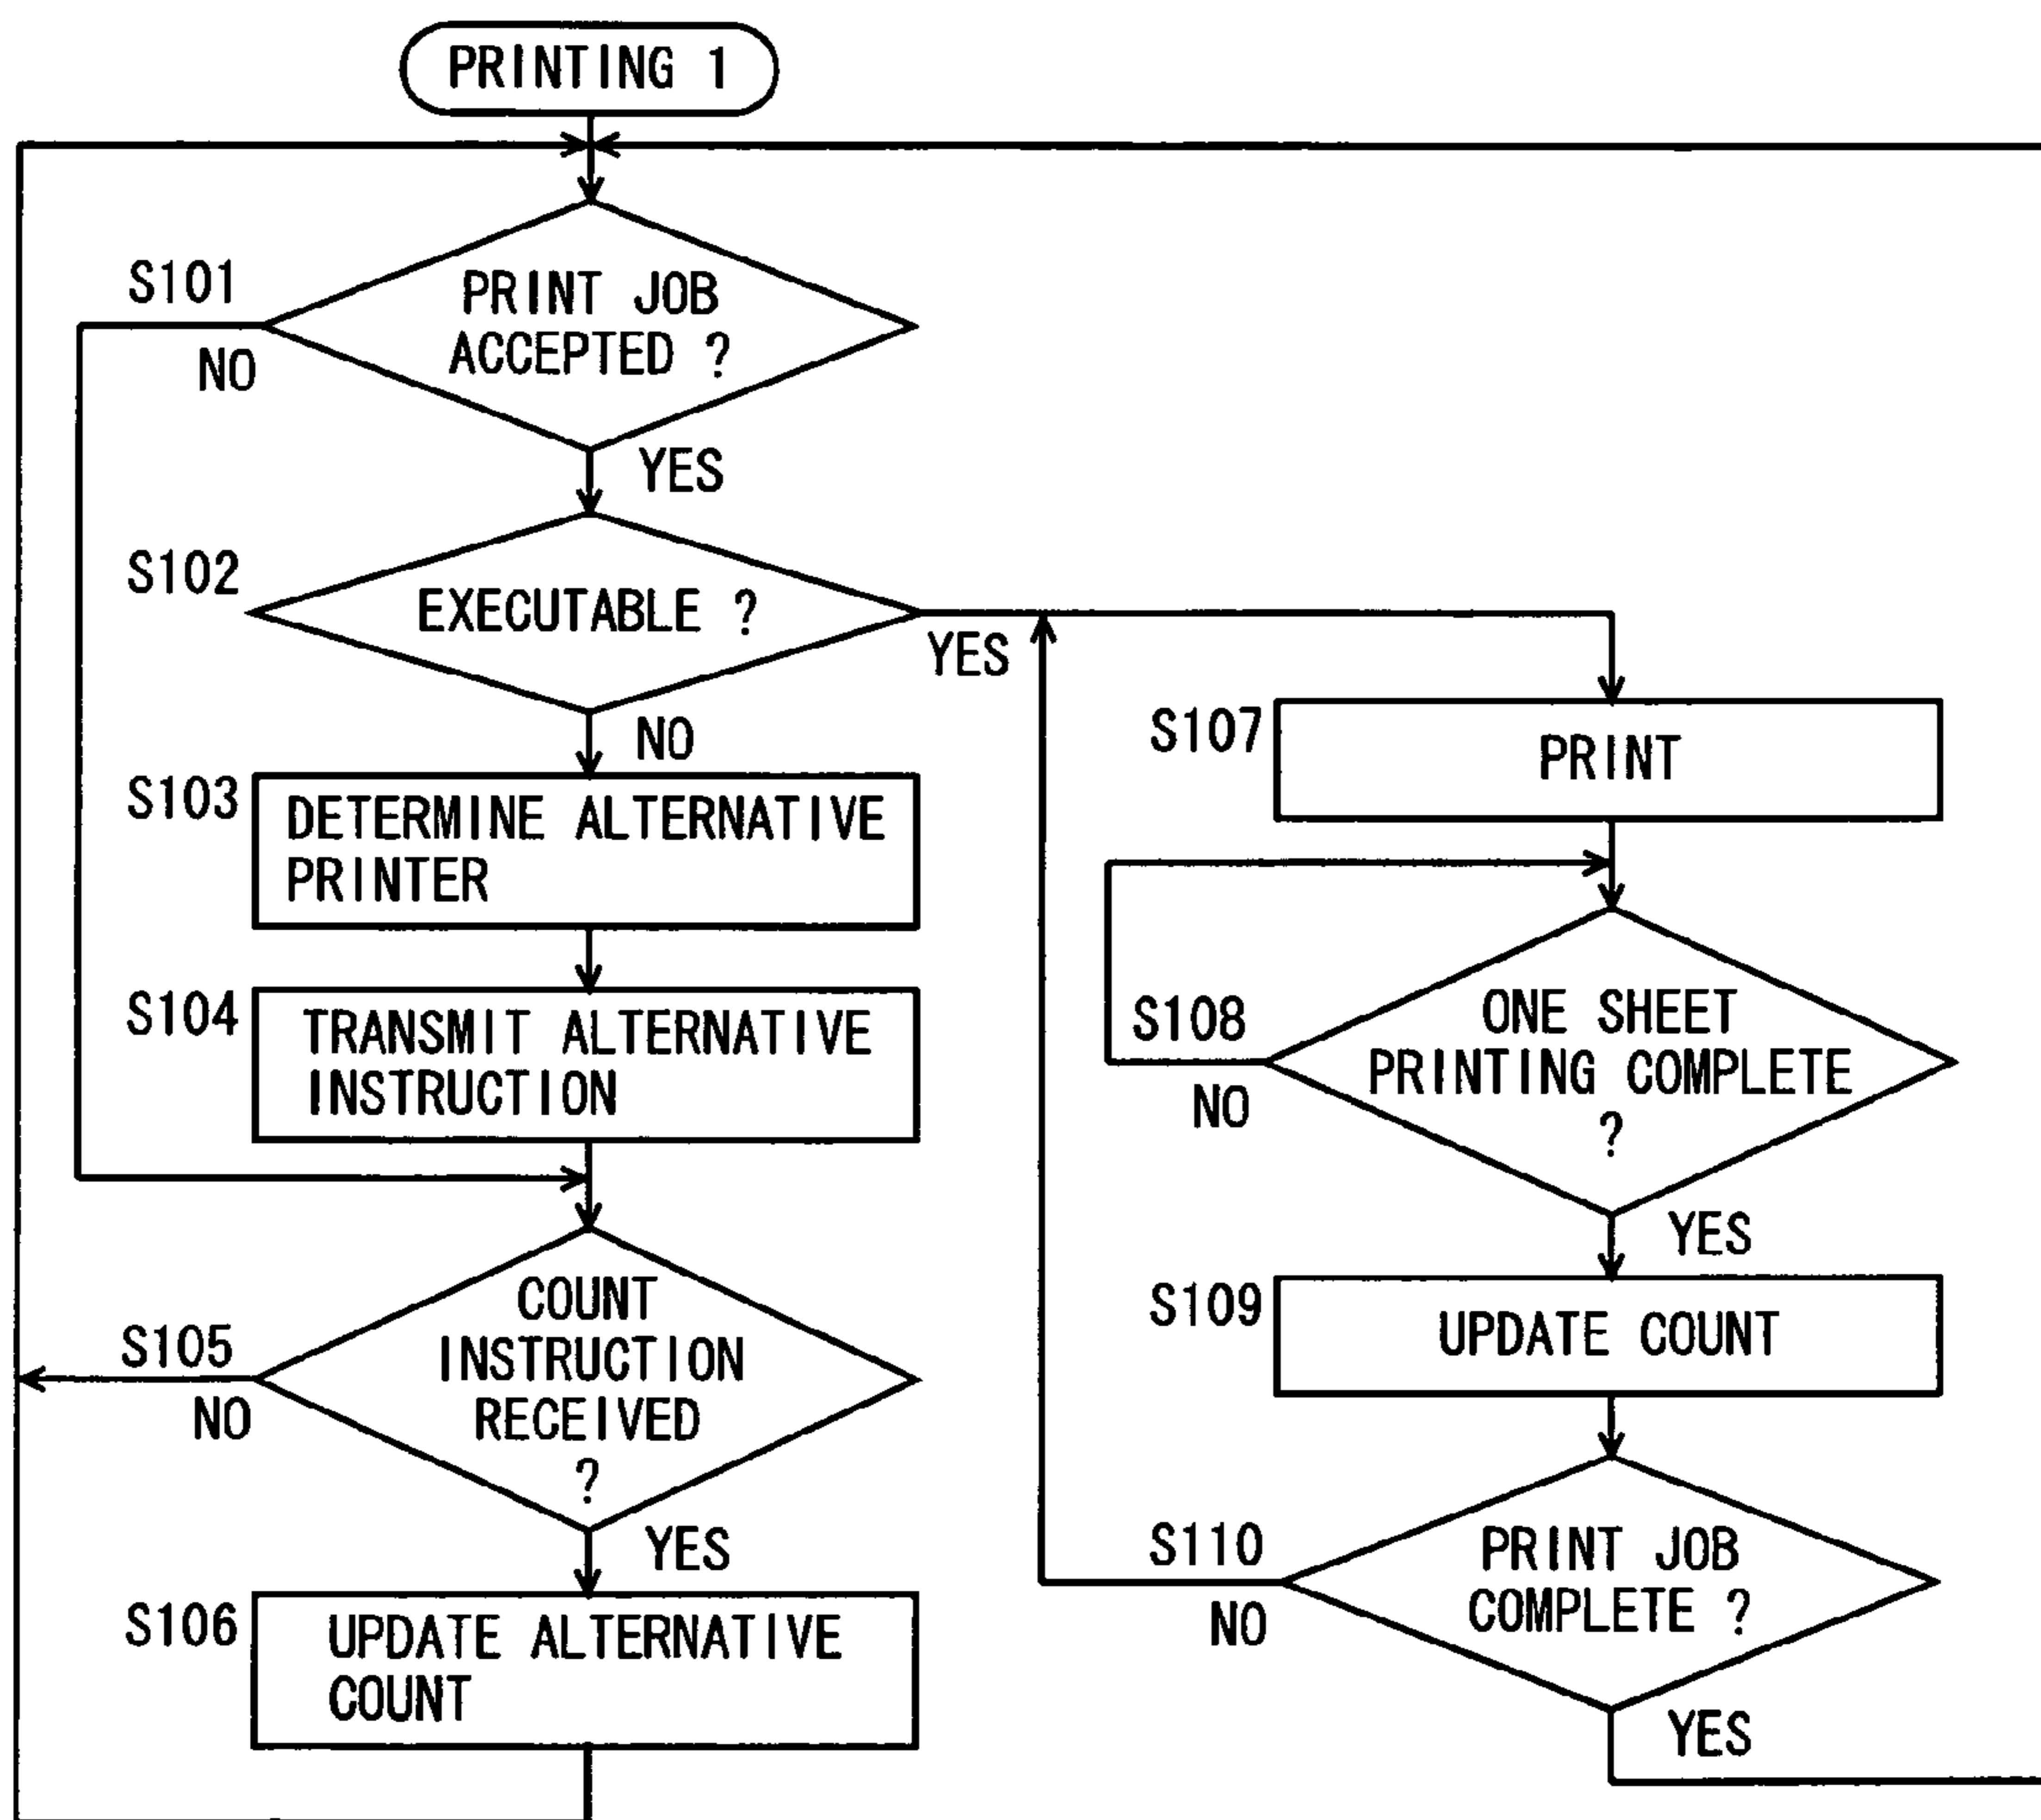 PRINTING 1
S101
PRINT JOB
ACCEPTED ?
NO
YES
S102
EXECUTABLE ?
YES
NO
S103
DETERMINE ALTERNATIVE
PRINTER
S104
TRANSMIT ALTERNATIVE
INSTRUCTION
S105
COUNT
INSTRUCTION
RECEIVED
?
NO
YES
S106
UPDATE ALTERNATIVE
COUNT
S107
PRINT
S108
ONE SHEET
PRINTING COMPLETE
?
NO
YES
S109
UPDATE COUNT
S110
PRINT JOB
COMPLETE ?
NO
YES